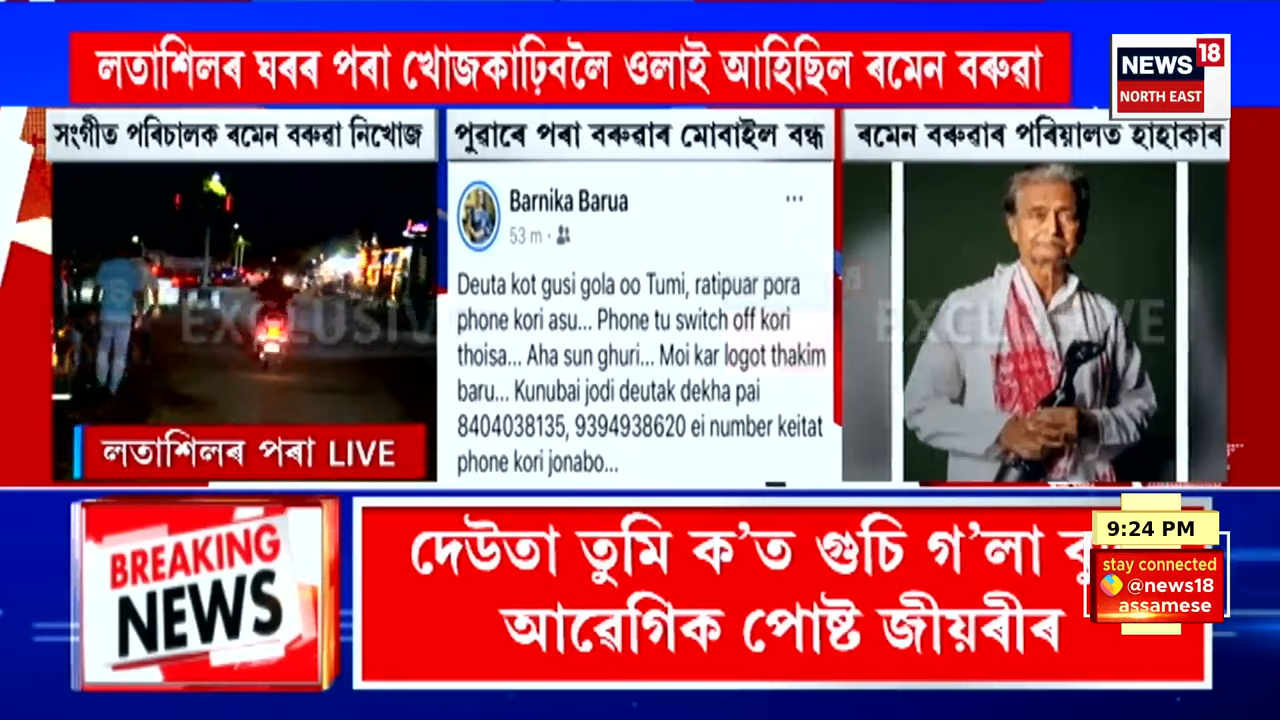 লতাশিলৰ ঘৰৰ পৰা খোজকাঢ়িবলৈ ওলাই আহিছিল ৰমেন বৰুৱা
NEWS 18
NORTH EAST
সংগীত পৰিচালক ৰমেন বৰুৱা নিখোজ
পুৱাৰে পৰা বৰুৱাৰ মোবাইল বন্ধ
ৰমেন বৰুৱাৰ পৰিয়ালত হাহাকাৰ
EXCLUSIVE
Barnika Barua
53 m
Deuta kot gusi gola oo Tumi, ratipuar pora
phone kori asu... Phone tu switch off kori
thoisa... Aha sun ghuri... Moi kar logot thakim
baru... Kunubai jodi deutak dekha pai
8404038135, 9394938620 ei number keitat
phone kori jonabo...
EXCLUSIVE
লতাশিলৰ পৰা LIVE
BREAKING
NEWS
দেউতা তুমি ক'ত গুচি গ'লা
আৱেগিক পোষ্ট জীয়ৰীৰ
9:24 PM
stay connected
@news18
assamese